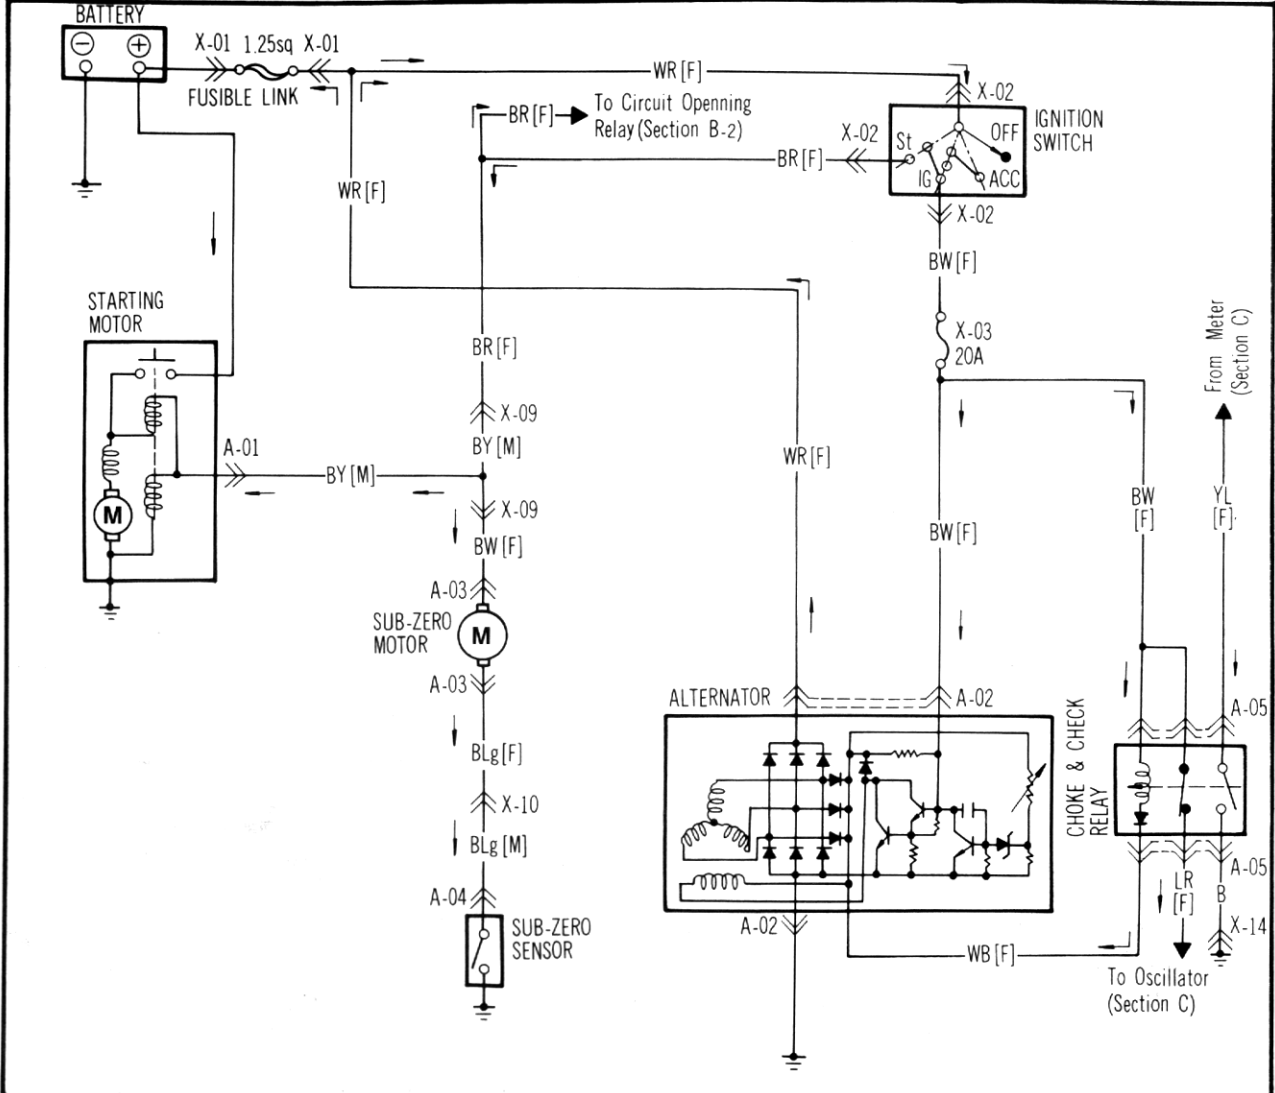 BATTERY
X-01 1.25sq X-01
FUSIBLE LINK
WR[F]
X-02
IGNITION
SWITCH
BR[F]
To Circuit Openning
Relay(Section B-2)
X-02
St
OFF
IG
ACC
BR[F]
WR[F]
X-02
BW[F]
STARTING
MOTOR
X-03
20A
From Meter
(Section C)
BR[F]
X-09
A-01
BY[M]
BY[M]
WR[F]
X-09
M
BW[F]
BW[F]
BW
[F]
YL
[F]
A-03
SUB-ZERO
MOTOR
M
A-03
ALTERNATOR
A-02
A-05
BLg[F]
CHOKE & CHECK
RELAY
X-10
BLg[M]
A-04
A-05
LR
[F]
B
A-02
X-14
SUB-ZERO
SENSOR
WB[F]
To Oscillator
(Section C)